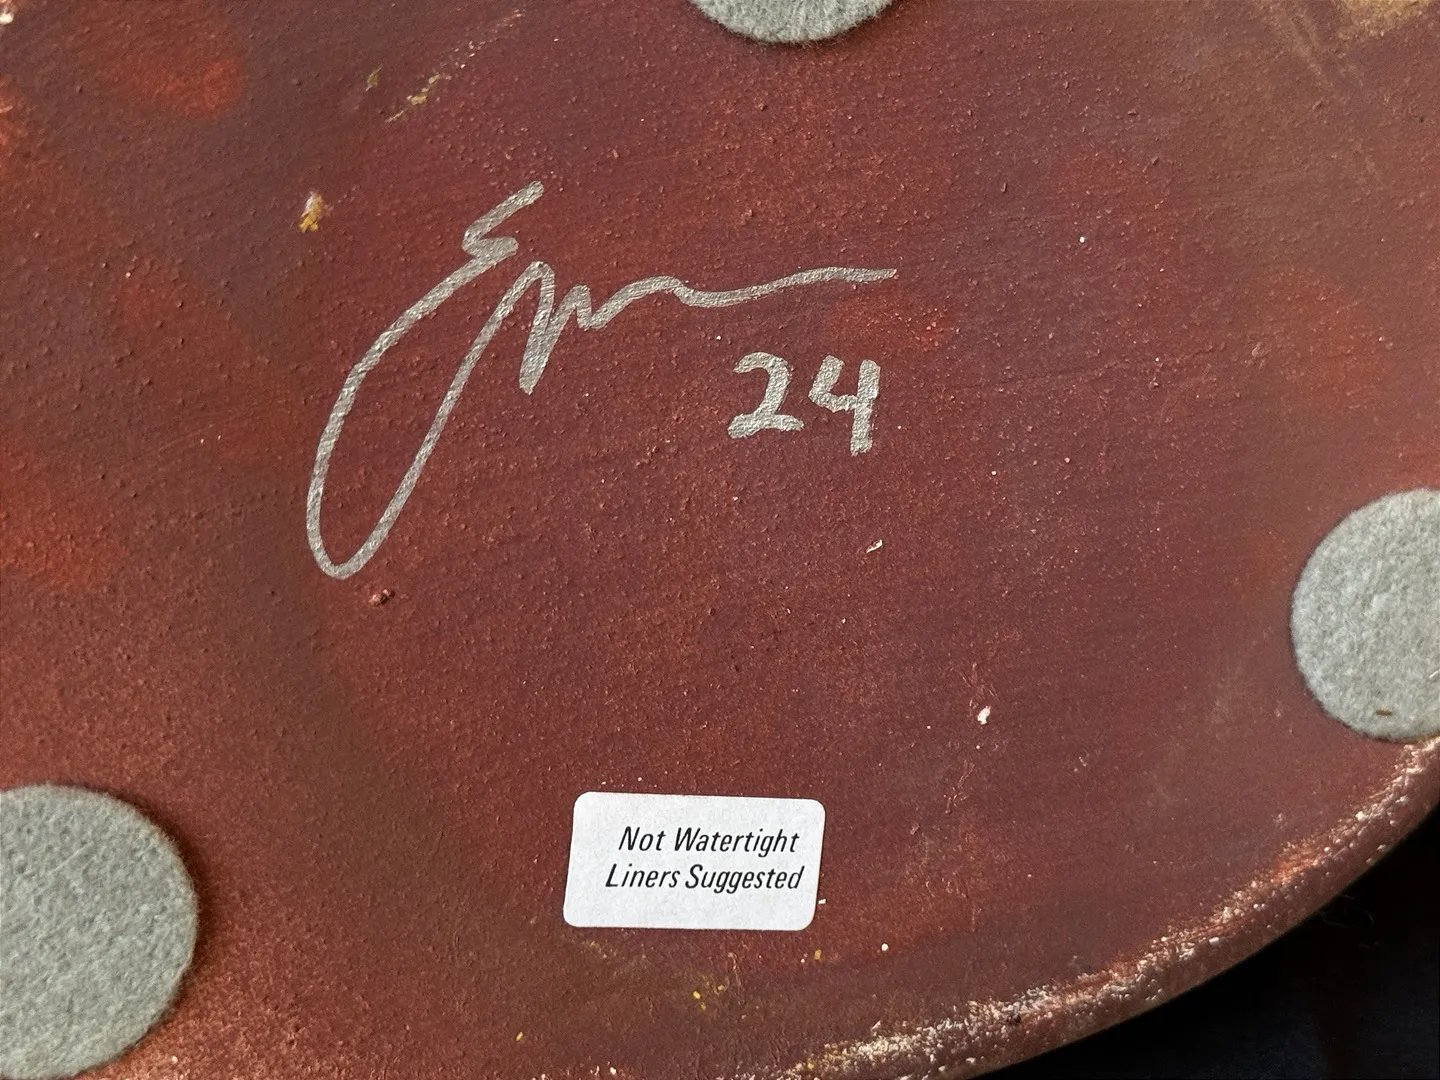 24
Not Watertight
Liners Suggested